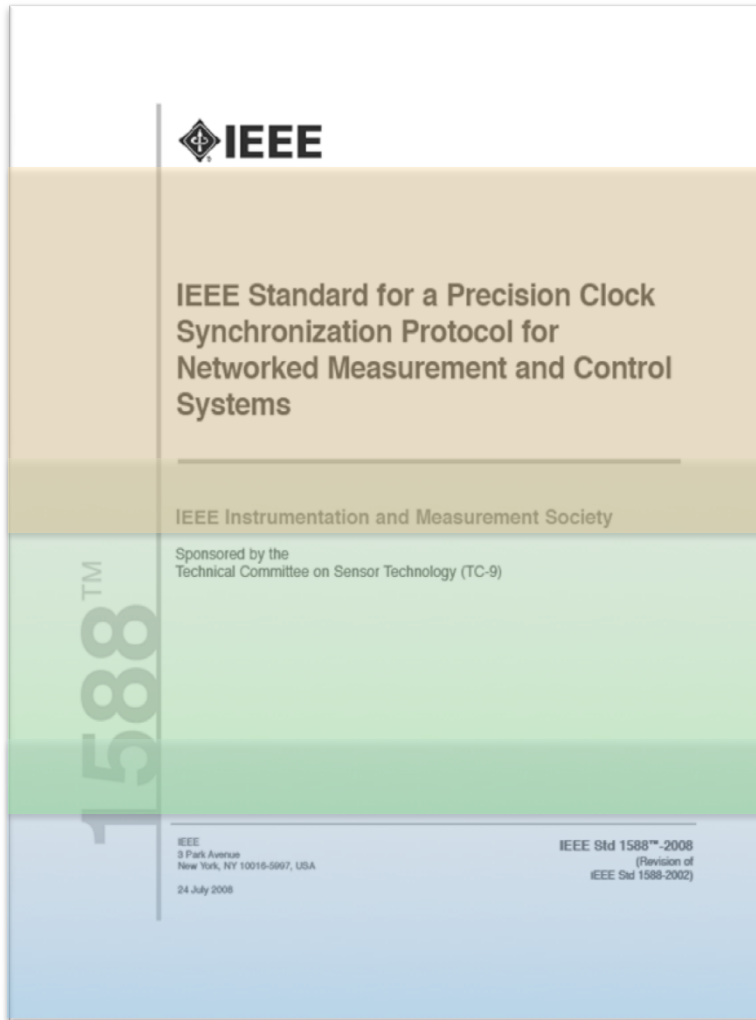 IEEE
IEEE Standard for a Precision Clock
Synchronization Protocol for
Networked Measurement and Control
Systems
IEEE Instrumentation and Measurement Society
Sponsored by the
Technical Committee on Sensor Technology (TC-9)
1588™
IEEE
3 Park Avenue
New York, NY 10016-5997, USA
24 July 2008
IEEE Std 1588™-2008
(Revision of
IEEE Std 1588-2002)